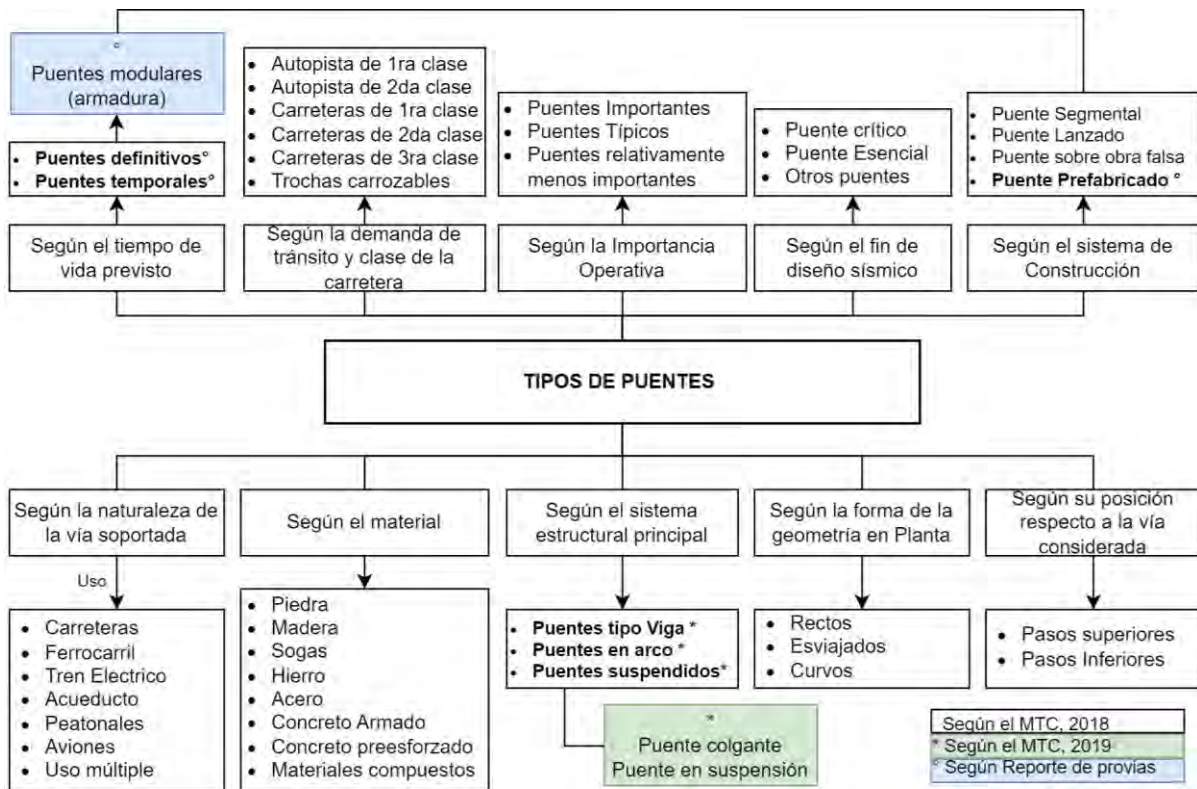 °
Puentes modulares
(armadura)
• Puentes definitivos°
• Puentes temporales°
Según el tiempo de
vida previsto
• Autopista de 1ra clase
• Autopista de 2da clase
• Carreteras de 1ra clase
• Carreteras de 2da clase
• Carreteras de 3ra clase
• Trochas carrozables
Según la demanda de
tránsito y clase de la
carretera
• Puentes Importantes
• Puentes Típicos
• Puentes relativamente
menos importantes
Según la Importancia
Operativa
• Puente crítico
• Puente Esencial
• Otros puentes
Según el fin de
diseño sísmico
• Puente Segmental
• Puente Lanzado
• Puente sobre obra falsa
• Puente Prefabricado °
Según el sistema de
Construcción
TIPOS DE PUENTES
Según la naturaleza de
la vía soportada
Uso
• Carreteras
• Ferrocarril
• Tren Electrico
• Acueducto
• Peatonales
• Aviones
• Uso múltiple
Según el material
• Piedra
• Madera
• Sogas
• Hierro
• Acero
• Concreto Armado
• Concreto preesforzado
• Materiales compuestos
Según el sistema
estructural principal
• Puentes tipo Viga *
• Puentes en arco *
• Puentes suspendidos*
*
Puente colgante
Puente en suspensión
Según la forma de la
geometría en Planta
• Rectos
• Esviajados
• Curvos
Según su posición
respecto a la vía
considerada
• Pasos superiores
• Pasos Inferiores
Según el MTC, 2018
* Según el MTC, 2019
° Según Reporte de provias